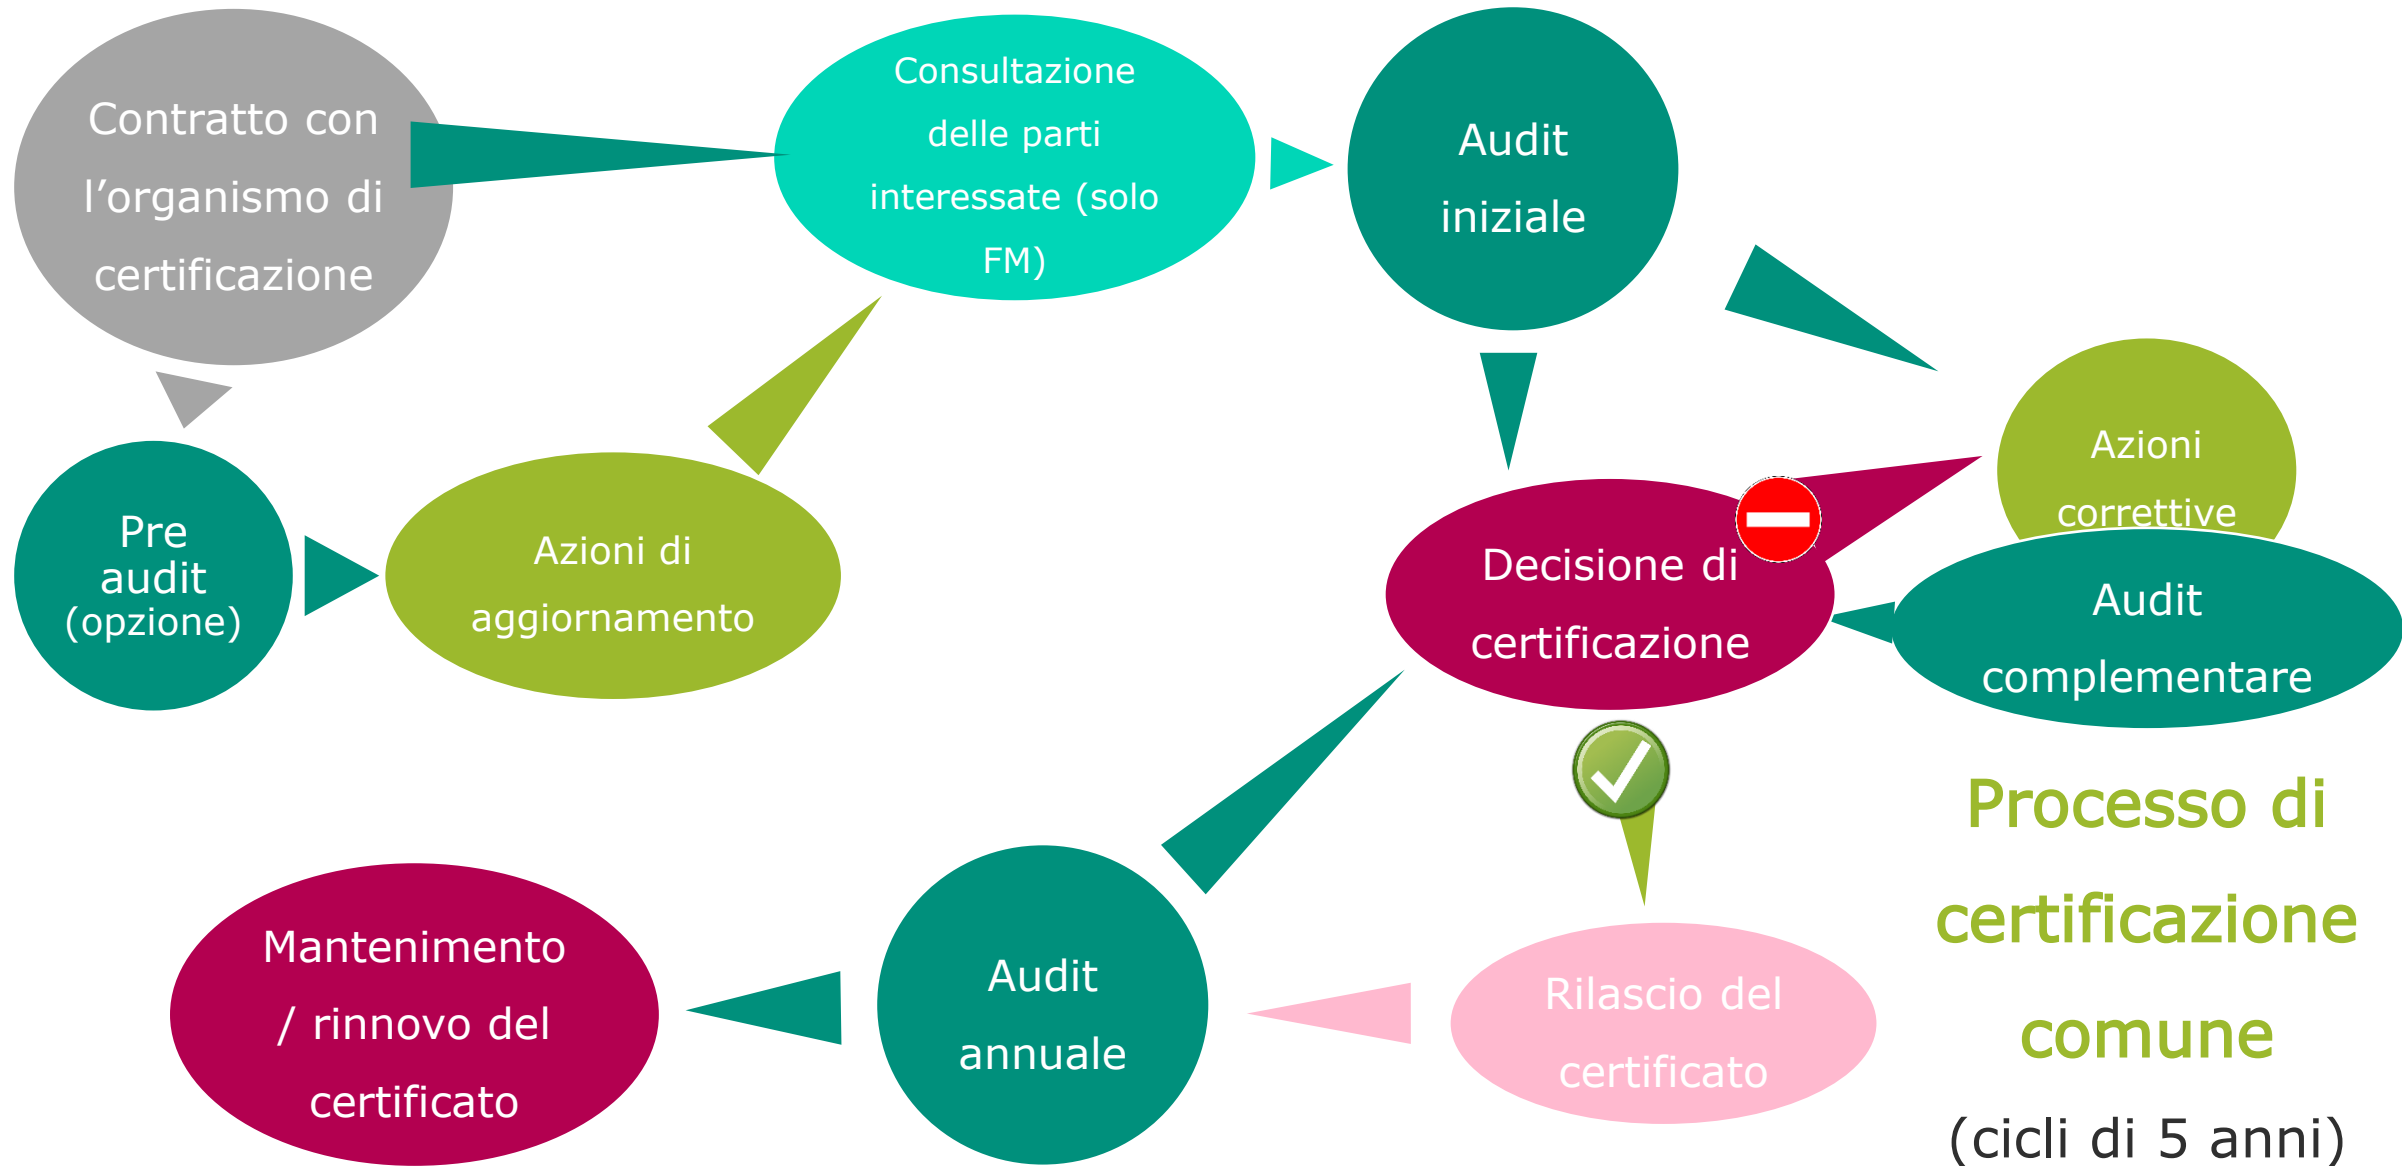 Contratto con
l’organismo di
certificazione
Consultazione
delle parti
interessate (solo
FM)
Audit
iniziale
Pre
audit
(opzione)
Azioni di
aggiornamento
Decisione di
certificazione
Azioni
correttive
Audit
complementare
Mantenimento
/ rinnovo del
certificato
Audit
annuale
Rilascio del
certificato
Processo di
certificazione
comune
(cicli di 5 anni)